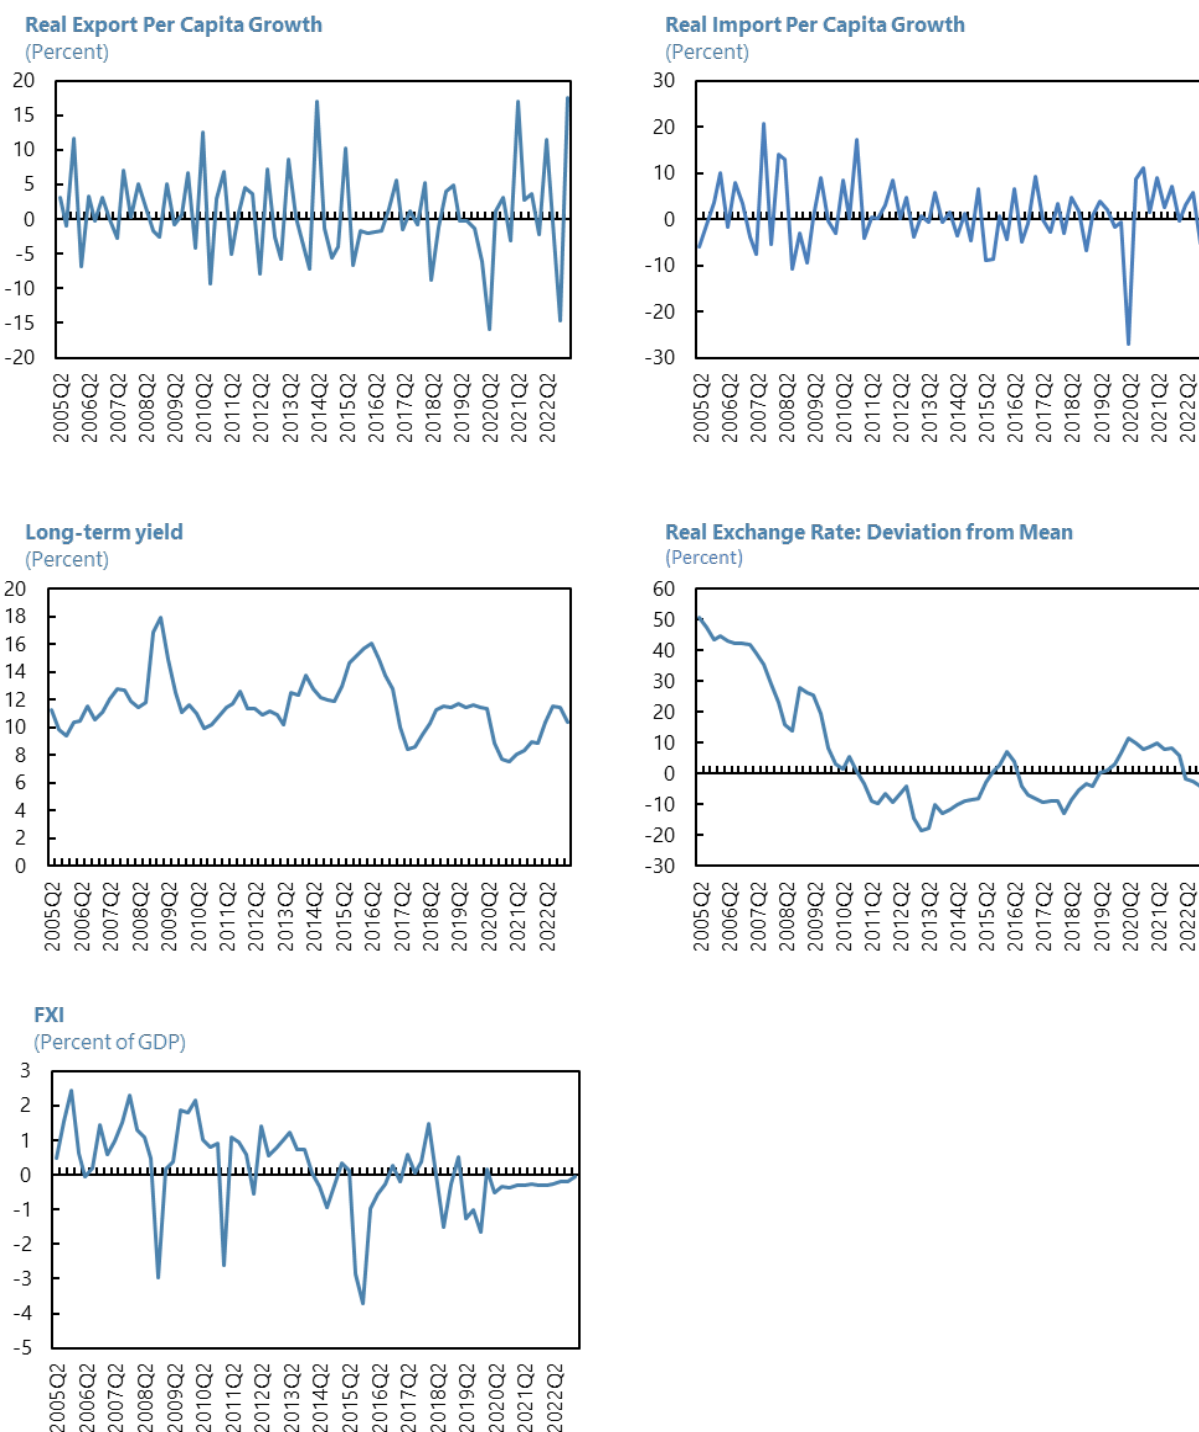 Real Export Per Capita Growth
(Percent)
20
15
10
5
0
-5
-10
-15
-20
2005Q2
2006Q2
2007Q2
2008Q2
2009Q2
2010Q2
2011Q2
2012Q2
2013Q2
2014Q2
2015Q2
2016Q2
2017Q2
2018Q2
2019Q2
2020Q2
2021Q2
2022Q2
Real Import Per Capita Growth
(Percent)
30
20
10
0
-10
-20
-30
2005Q2
2006Q2
2007Q2
2008Q2
2009Q2
2010Q2
2011Q2
2012Q2
2013Q2
2014Q2
2015Q2
2016Q2
2017Q2
2018Q2
2019Q2
2020Q2
2021Q2
2022Q2
Long-term yield
(Percent)
20
18
16
14
12
10
8
6
4
2
0
2005Q2
2006Q2
2007Q2
2008Q2
2009Q2
2010Q2
2011Q2
2012Q2
2013Q2
2014Q2
2015Q2
2016Q2
2017Q2
2018Q2
2019Q2
2020Q2
2021Q2
2022Q2
Real Exchange Rate: Deviation from Mean
(Percent)
60
50
40
30
20
10
0
-10
-20
-30
2005Q2
2006Q2
2007Q2
2008Q2
2009Q2
2010Q2
2011Q2
2012Q2
2013Q2
2014Q2
2015Q2
2016Q2
2017Q2
2018Q2
2019Q2
2020Q2
2021Q2
2022Q2
FXI
(Percent of GDP)
3
2
1
0
-1
-2
-3
-4
-5
2005Q2
2006Q2
2007Q2
2008Q2
2009Q2
2010Q2
2011Q2
2012Q2
2013Q2
2014Q2
2015Q2
2016Q2
2017Q2
2018Q2
2019Q2
2020Q2
2021Q2
2022Q2